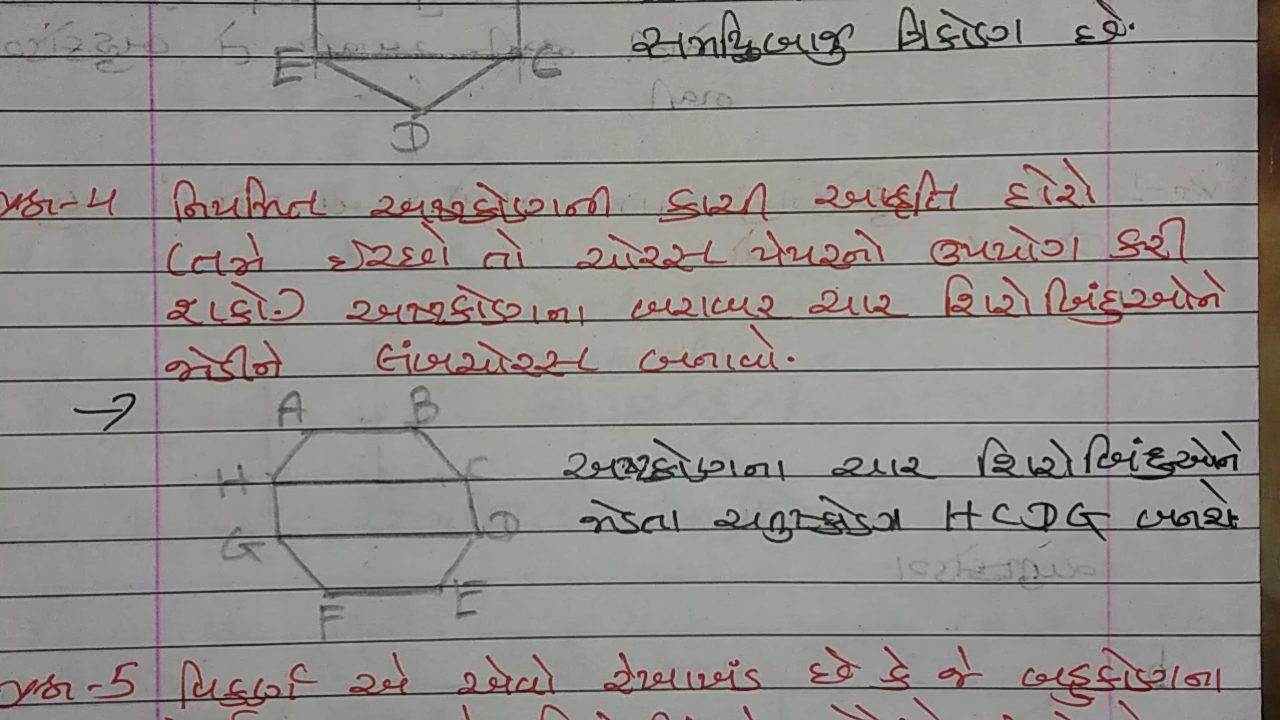 સમદ્વિબાજુ ત્રિકોણ છે.
E C
D
પ્રશ્ન-4 નિયમિત અષ્ટકોણની કાચી આકૃતિ દોરો
(તમે ઈચ્છો તો ચોરસ પેપરનો ઉપયોગ કરી
શકો.) અષ્ટકોણના બરાબર ચાર શિરોબિંદુઓને
જોડીને લંબચોરસ બનાવો.
→ A B
H C
G D
F E
અષ્ટકોણના ચાર શિરોબિંદુઓને
જોડતા ચતુષ્કોણ HCDG બનશે
પ્રશ્ન-5 વિકર્ણ એ એવો રેખાખંડ છે કે જે બહુકોણના